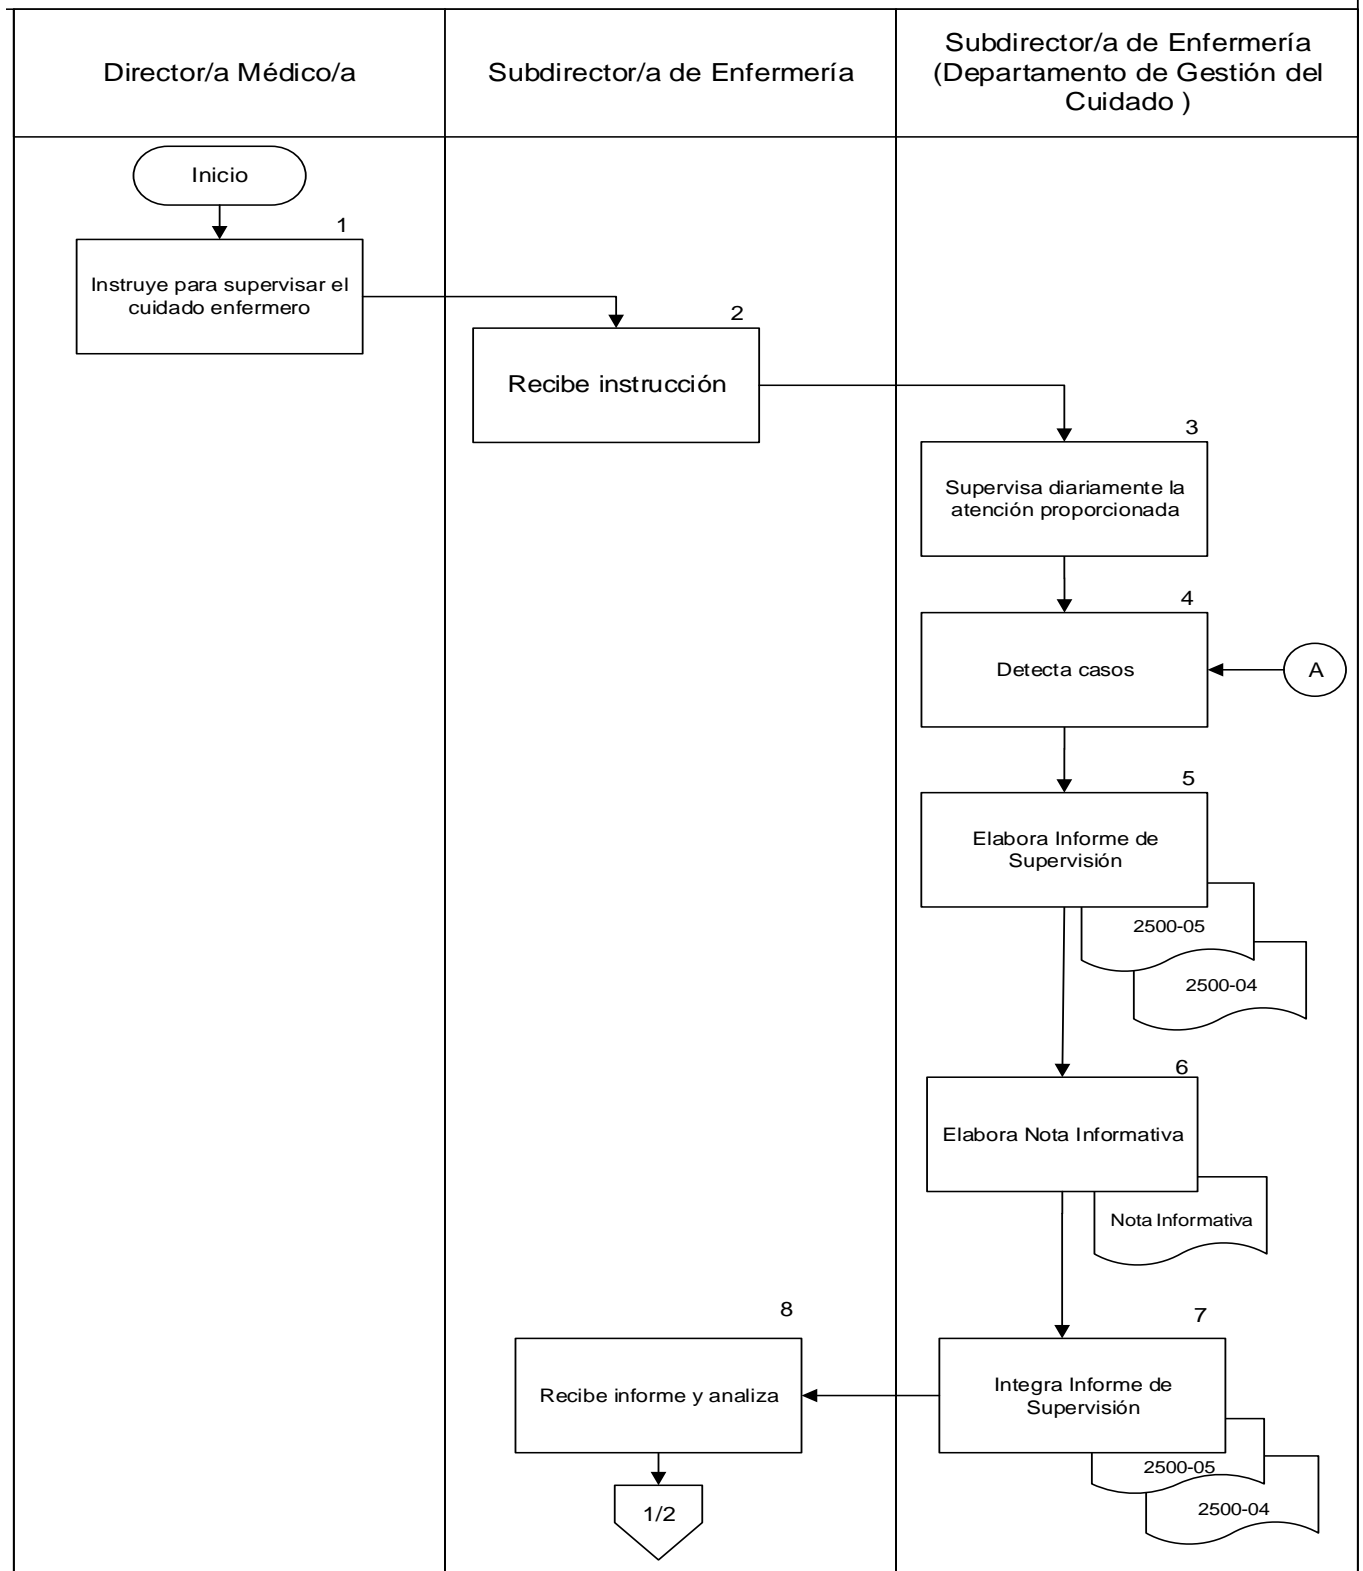 Director/a Médico/a
Subdirector/a de Enfermería
Subdirector/a de Enfermería
(Departamento de Gestión del
Cuidado )
Inicio
1
Instruye para supervisar el
cuidado enfermero
2
Recibe instrucción
3
Supervisa diariamente la
atención proporcionada
4
Detecta casos
A
5
Elabora Informe de
Supervisión
2500-05
2500-04
6
Elabora Nota Informativa
Nota Informativa
7
Integra Informe de
Supervisión
2500-05
2500-04
8
Recibe informe y analiza
1/2